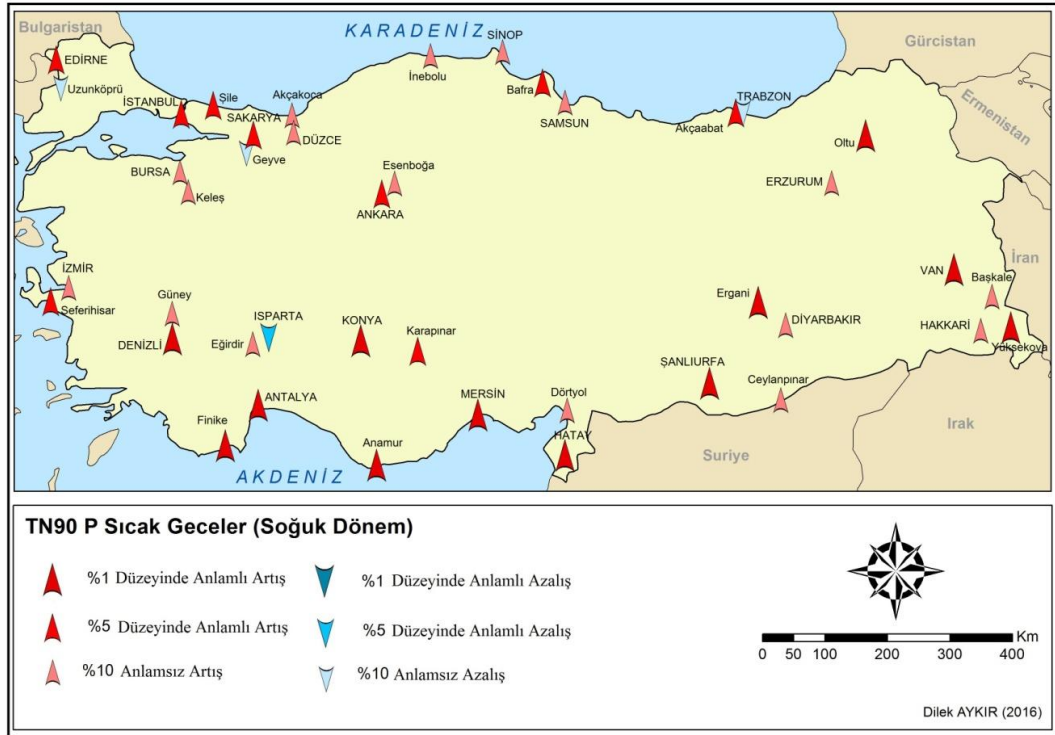 Bulgaristan
KARADENİZ
SİNOP
Gürcistan
EDİRNE
İnebolu
Uzunköprü
Şile
Akçakoca
Bafra
TRABZON
Ermenistan
İSTANBUL
SAKARYA
SAMSUN
Akçaabat
DÜZCE
Oltu
Geyve
BURSA
Esenboğa
ERZURUM
Keleş
ANKARA
İran
İZMİR
VAN
Başkale
Güney
Ergani
Seferihisar
ISPARTA
KONYA
DİYARBAKIR
HAKKARİ
Karapınar
DENİZLİ
Eğirdir
Yüksekova
ŞANLIURFA
Ceylanpınar
ANTALYA
MERSİN
Dörtyol
Finike
Irak
HATAY
Anamur
Suriye
AKDENİZ
TN90 P Sıcak Geceler (Soğuk Dönem)
%1 Düzeyinde Anlamlı Artış
%1 Düzeyinde Anlamlı Azalış
%5 Düzeyinde Anlamlı Artış
%5 Düzeyinde Anlamlı Azalış
%10 Anlamsız Artış
%10 Anlamsız Azalış
Km
0 50 100 200 300 400
Dilek AYKIR (2016)